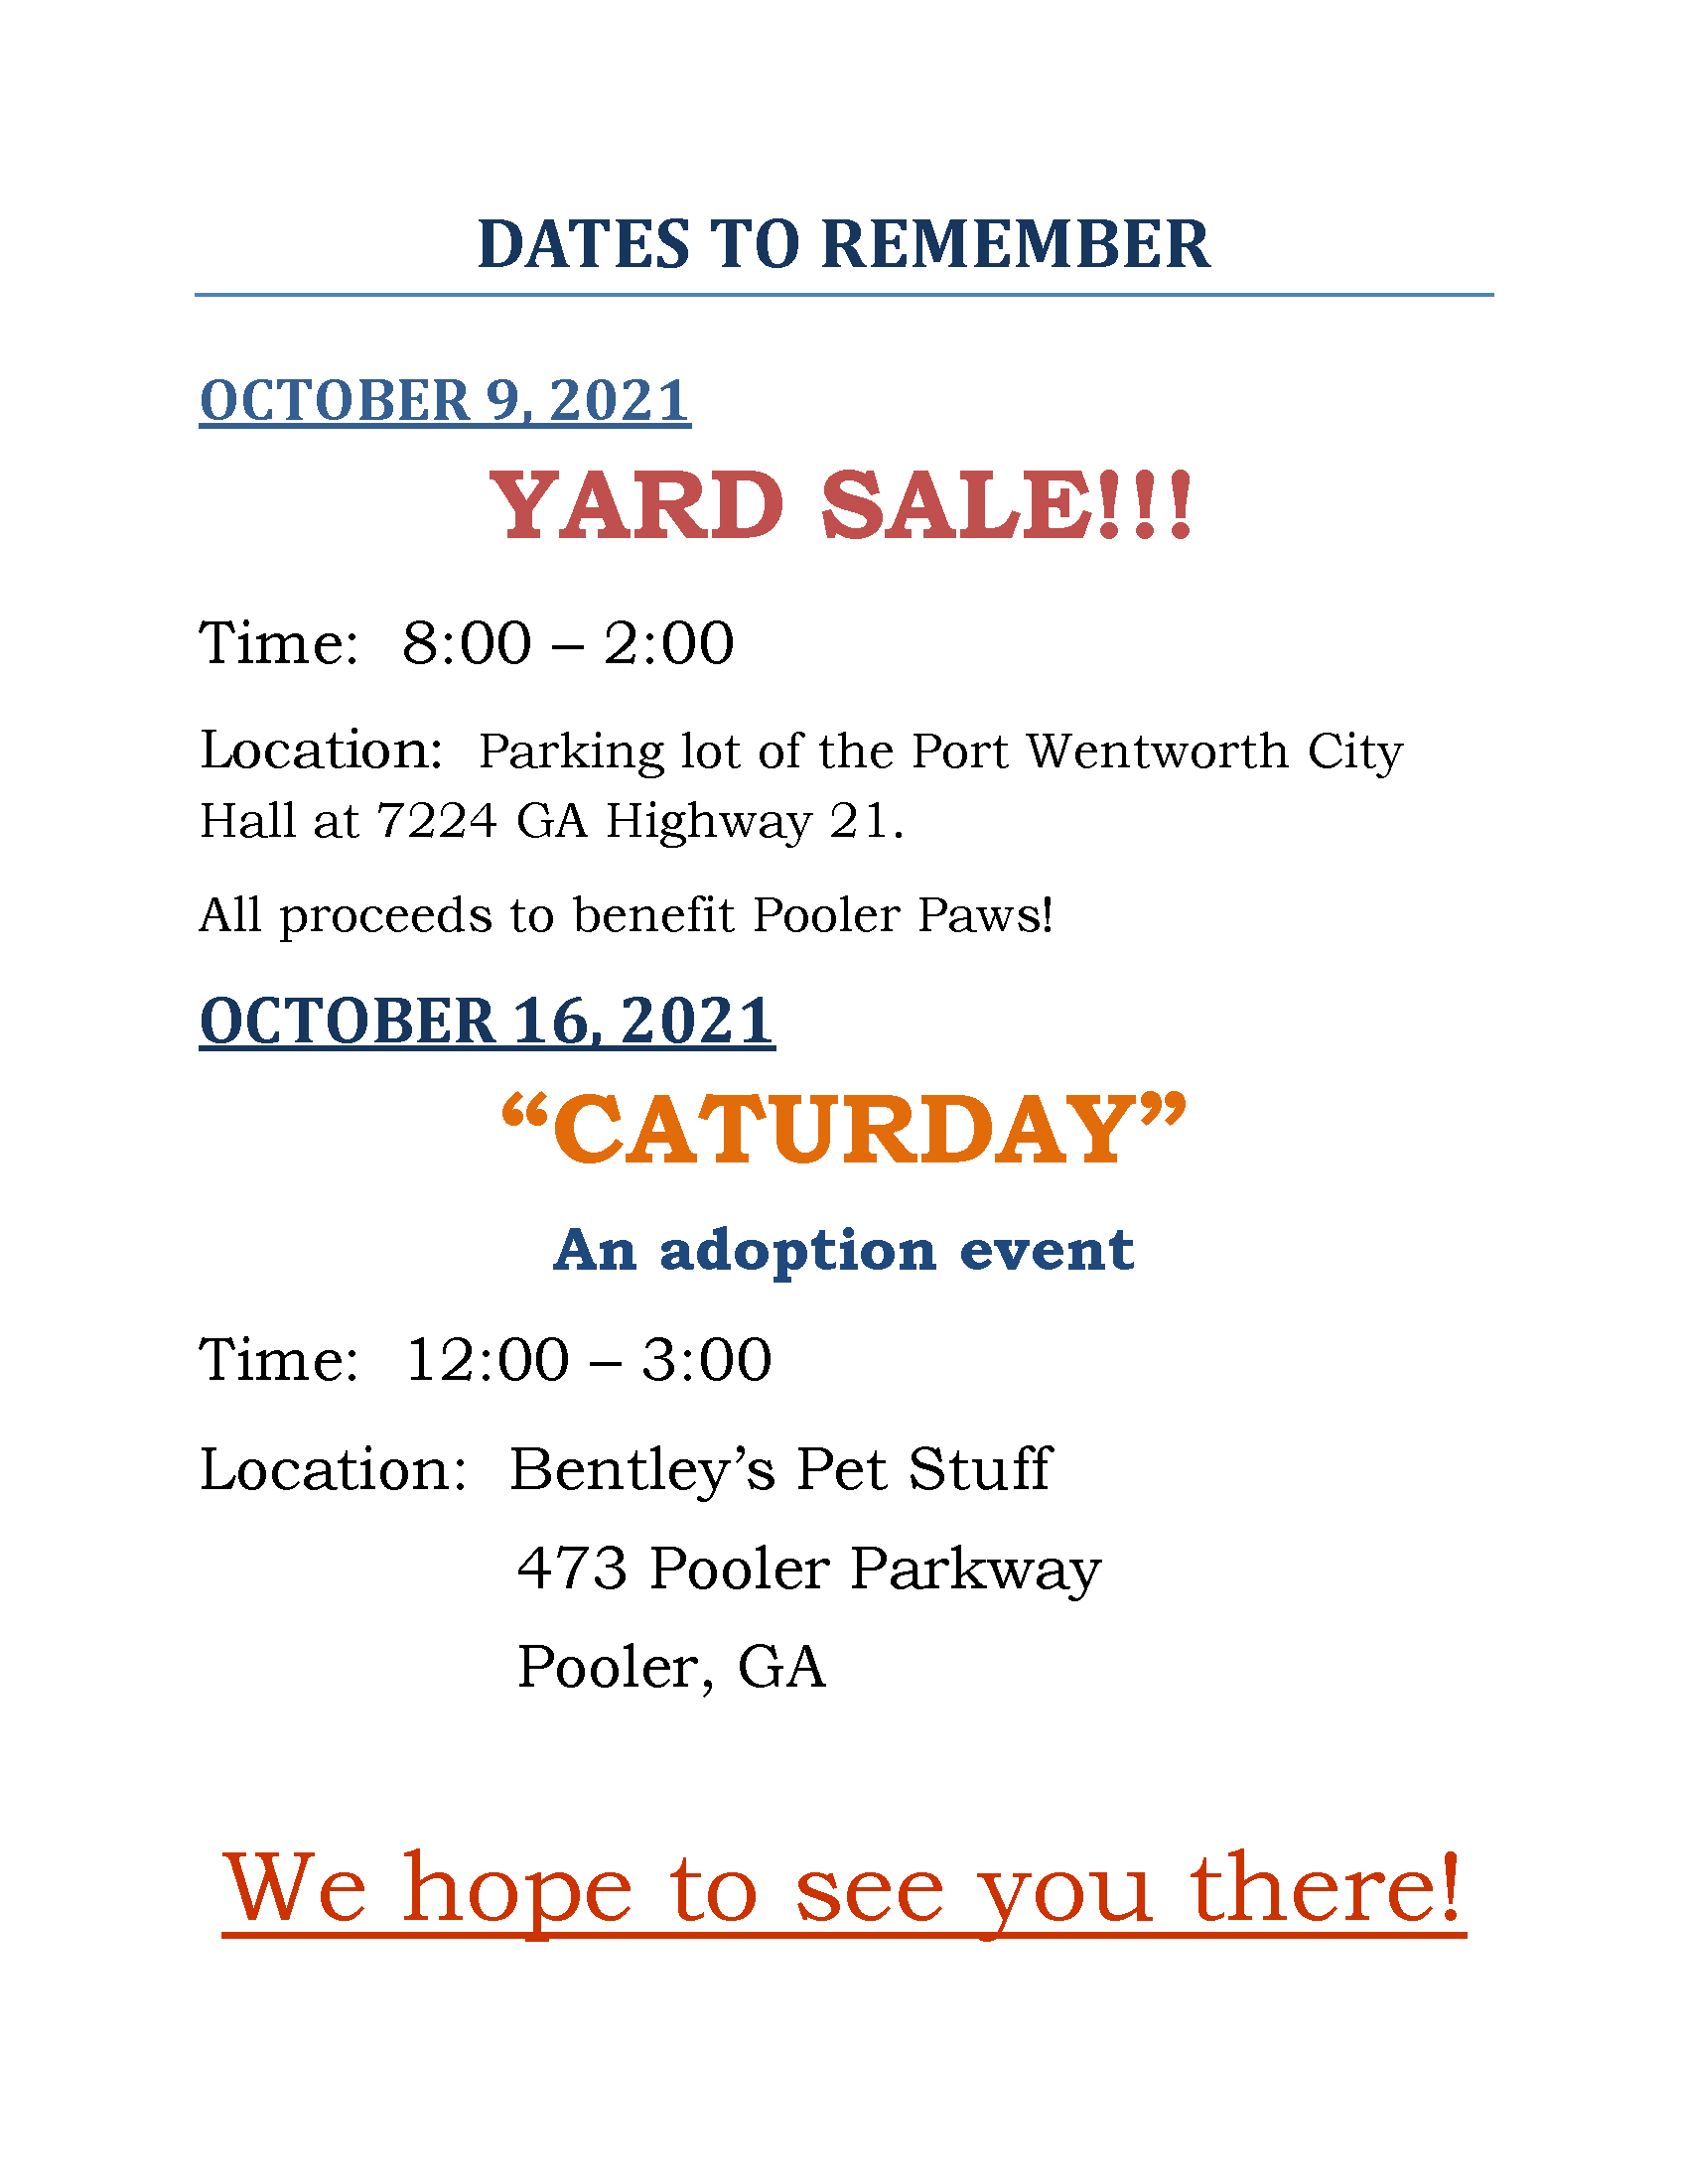 DATES TO REMEMBER
OCTOBER 9, 2021
YARD SALE!!!
Time:  8:00 – 2:00
Location:  Parking lot of the Port Wentworth City
Hall at 7224 GA Highway 21.
All proceeds to benefit Pooler Paws!
OCTOBER 16, 2021
“CATURDAY”
An adoption event
Time:  12:00 – 3:00
Location:  Bentley’s Pet Stuff
473 Pooler Parkway
Pooler, GA
We hope to see you there!